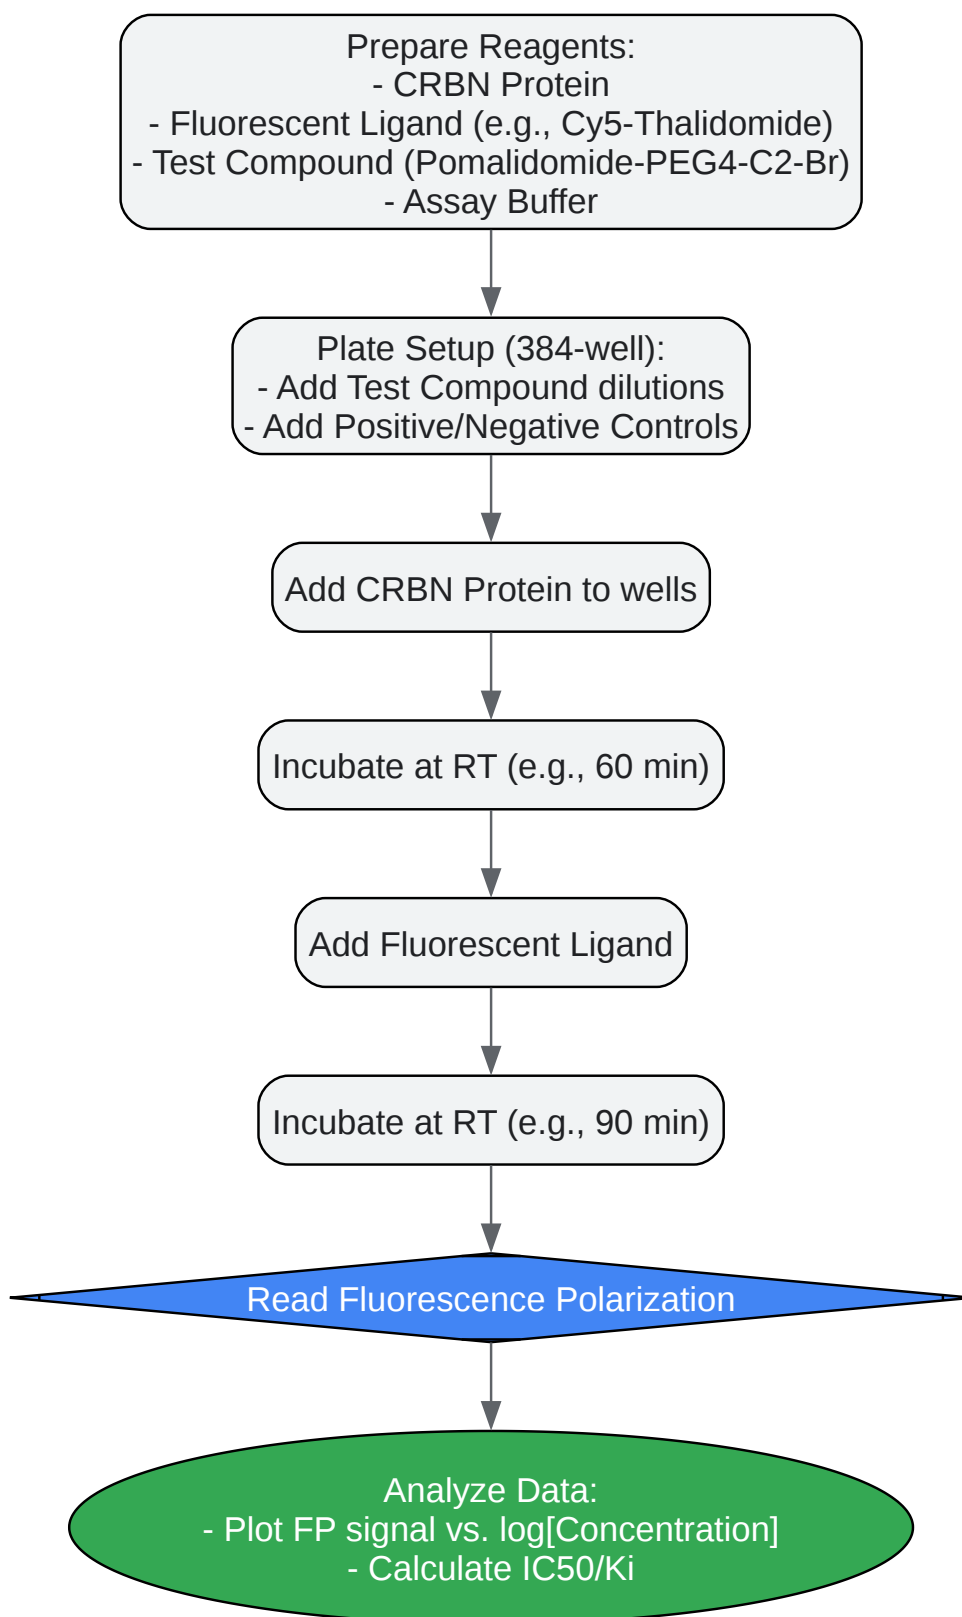 Prepare Reagents:
- CRBN Protein
- Fluorescent Ligand (e.g., Cy5-Thalidomide)
- Test Compound (Pomalidomide-PEG4-C2-Br)
- Assay Buffer
Plate Setup (384-well):
- Add Test Compound dilutions
- Add Positive/Negative Controls
Add CRBN Protein to wells
Incubate at RT (e.g., 60 min)
Add Fluorescent Ligand
Incubate at RT (e.g., 90 min)
Read Fluorescence Polarization
Analyze Data:
- Plot FP signal vs. log[Concentration]
- Calculate IC50/Ki